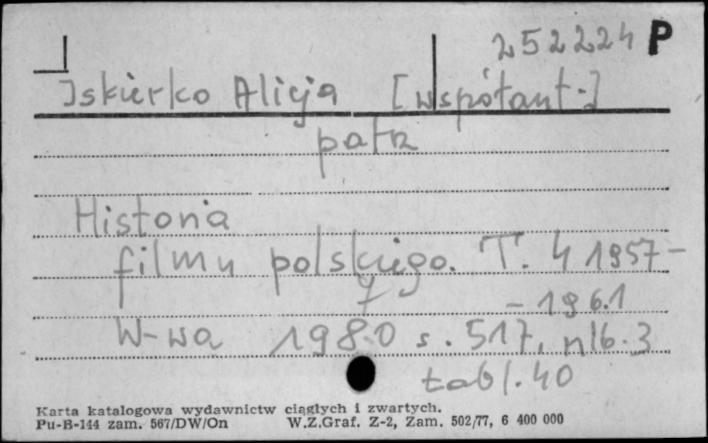 252224 P
Iskierko Alicja [współaut.]
patrz
Historia
filmu polskiego. T. 4 1957-
- 1961
W-wa 1980 s. 517, nlb. 3
tabl. 40
Karta katalogowa wydawnictw ciągłych i zwartych.
Pu-B-144 zam. 567/DW/On W.Z.Graf. Z-2, Zam. 502/77, 6 400 000